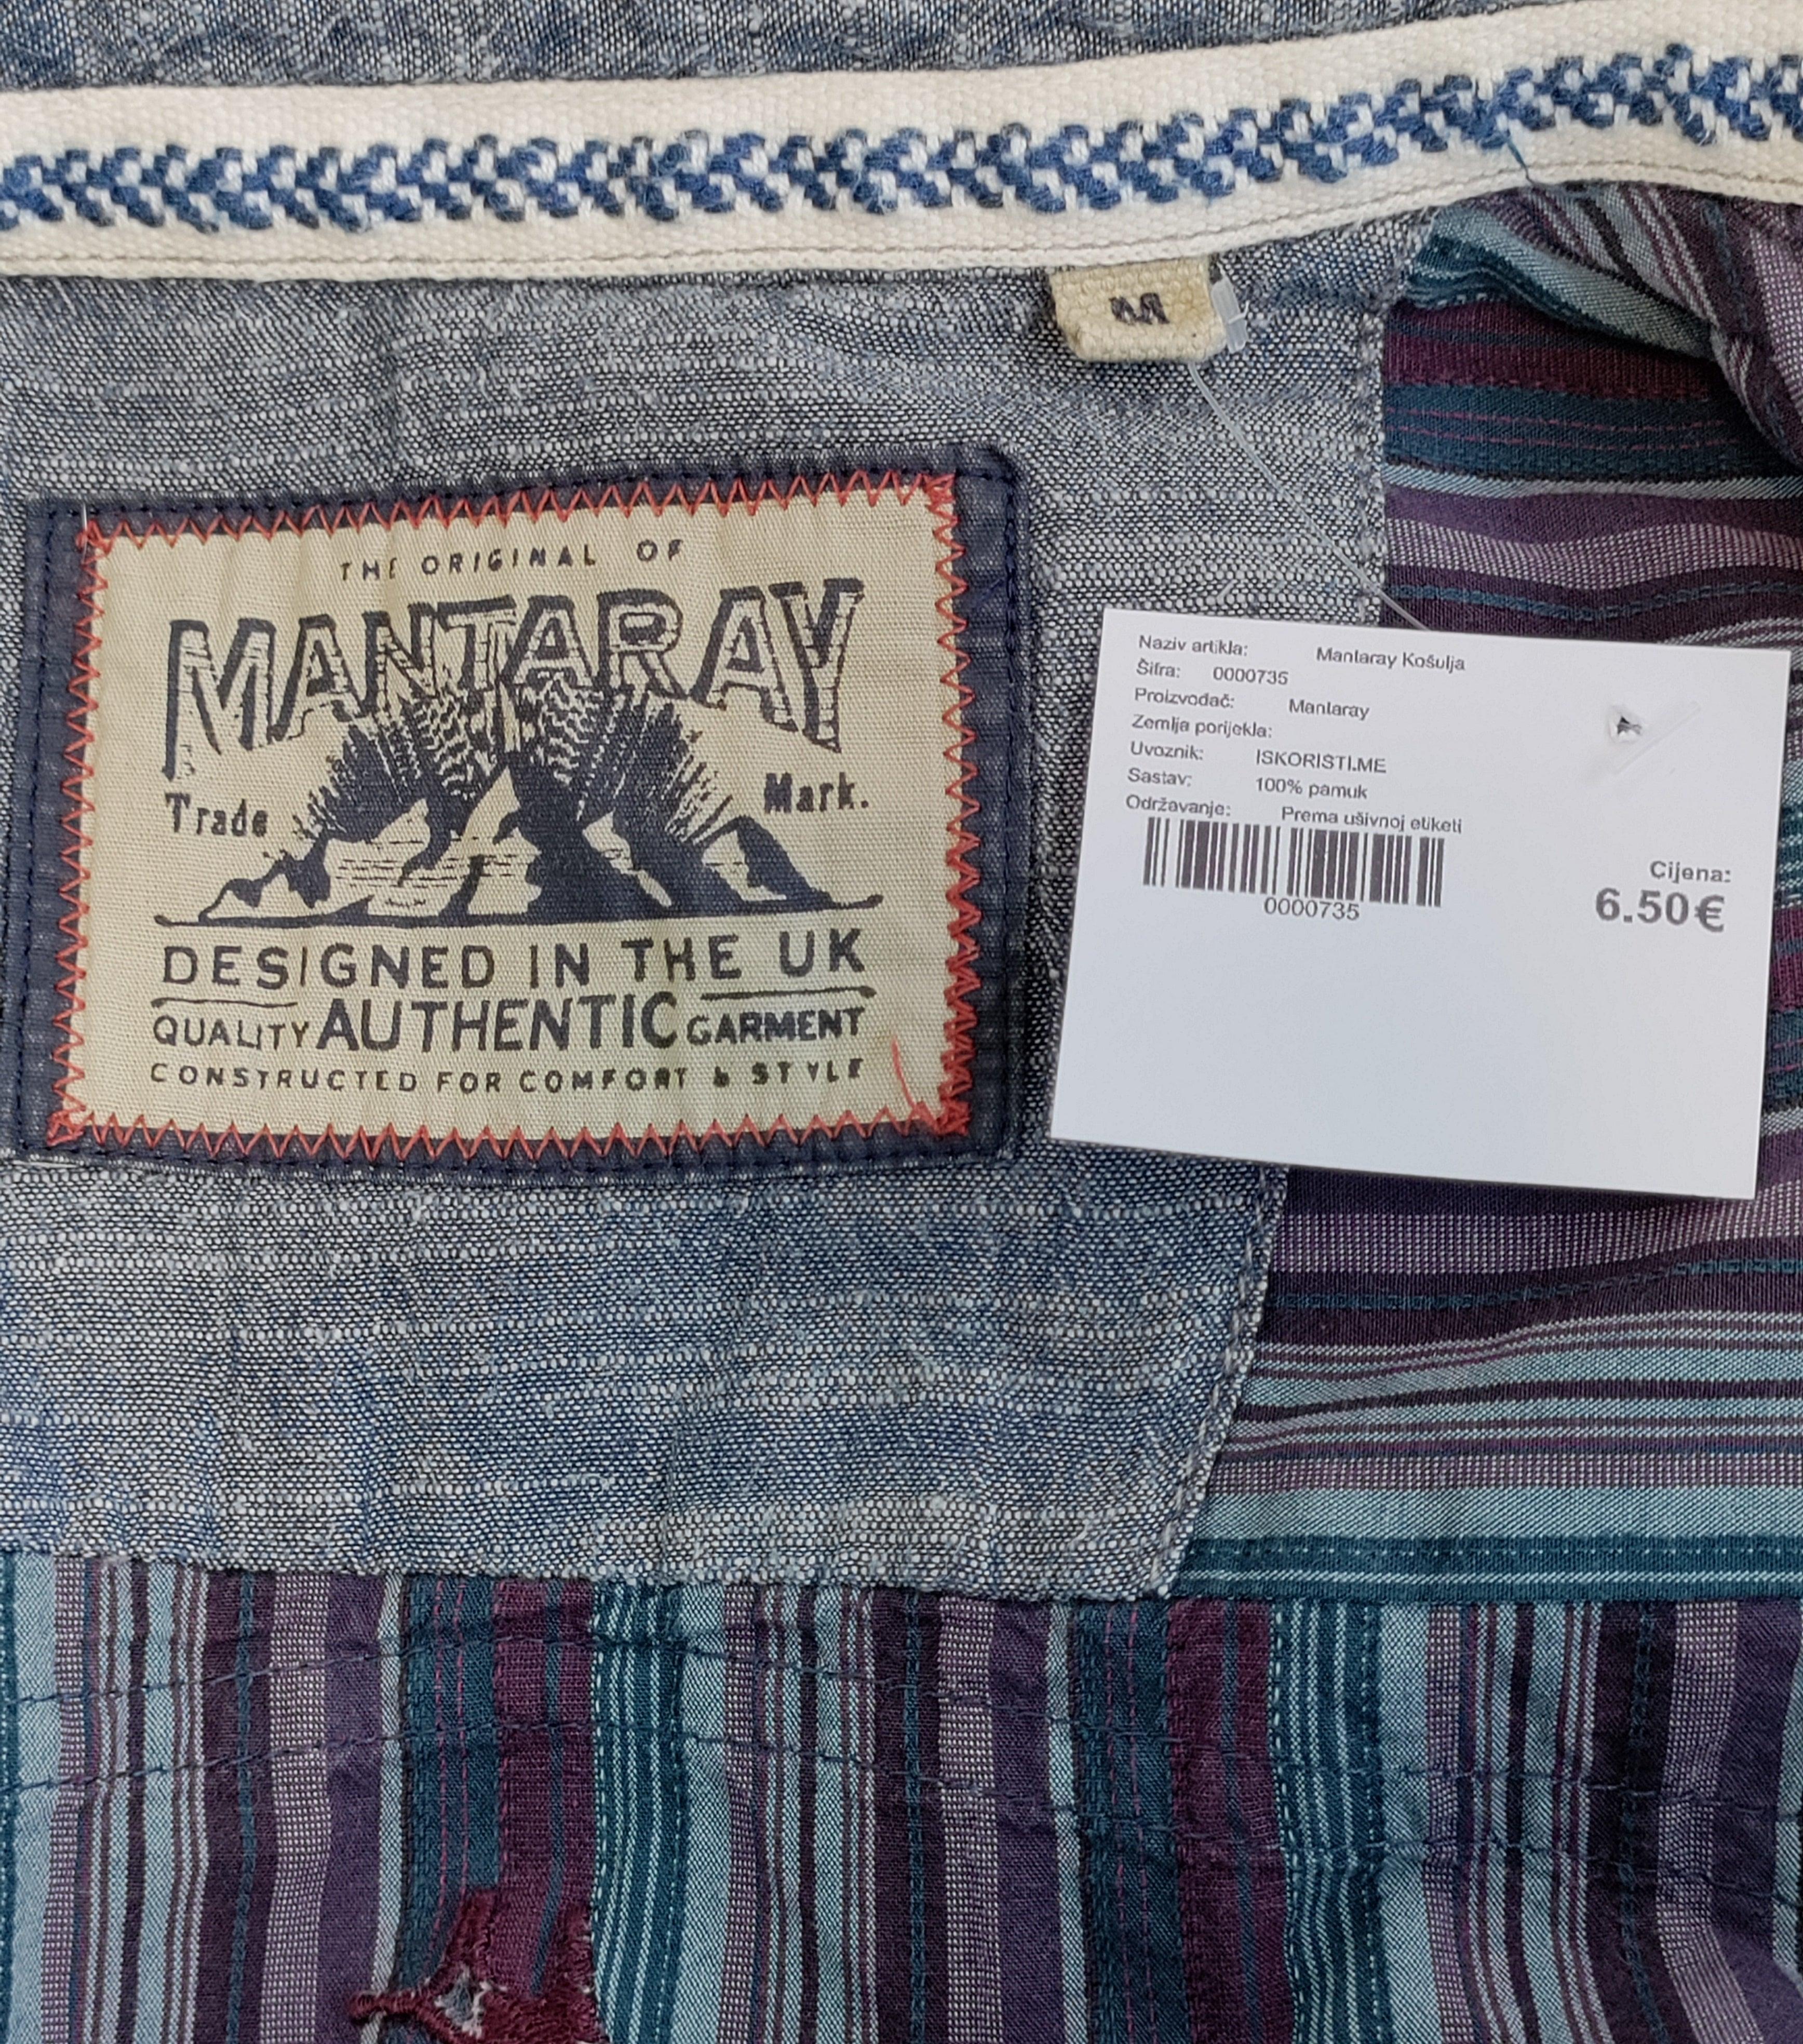 M
THE ORIGINAL OF
MANTARAY
Trade Mark.
DESIGNED IN THE UK
QUALITY AUTHENTIC GARMENT
CONSTRUCTED FOR COMFORT & STYLE
Naziv artikla: Mantaray Košulja
Šifra: 0000735
Proizvođač: Mantaray
Zemlja porijekla:
Uvoznik: ISKORISTI.ME
Sastav: 100% pamuk
Održavanje: Prema ušivnoj etiketi
0000735
Cijena:
6.50€